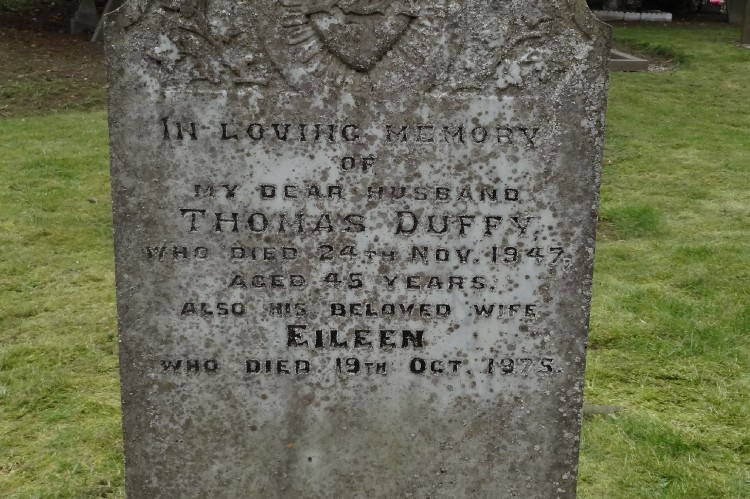 IN LOVING MEMORY
OF
MY DEAR HUSBAND
THOMAS DUFFY,
WHO DIED 24TH NOV. 1947,
AGED 45 YEARS.
ALSO HIS BELOVED WIFE
EILEEN
WHO DIED 19TH OCT. 1975.